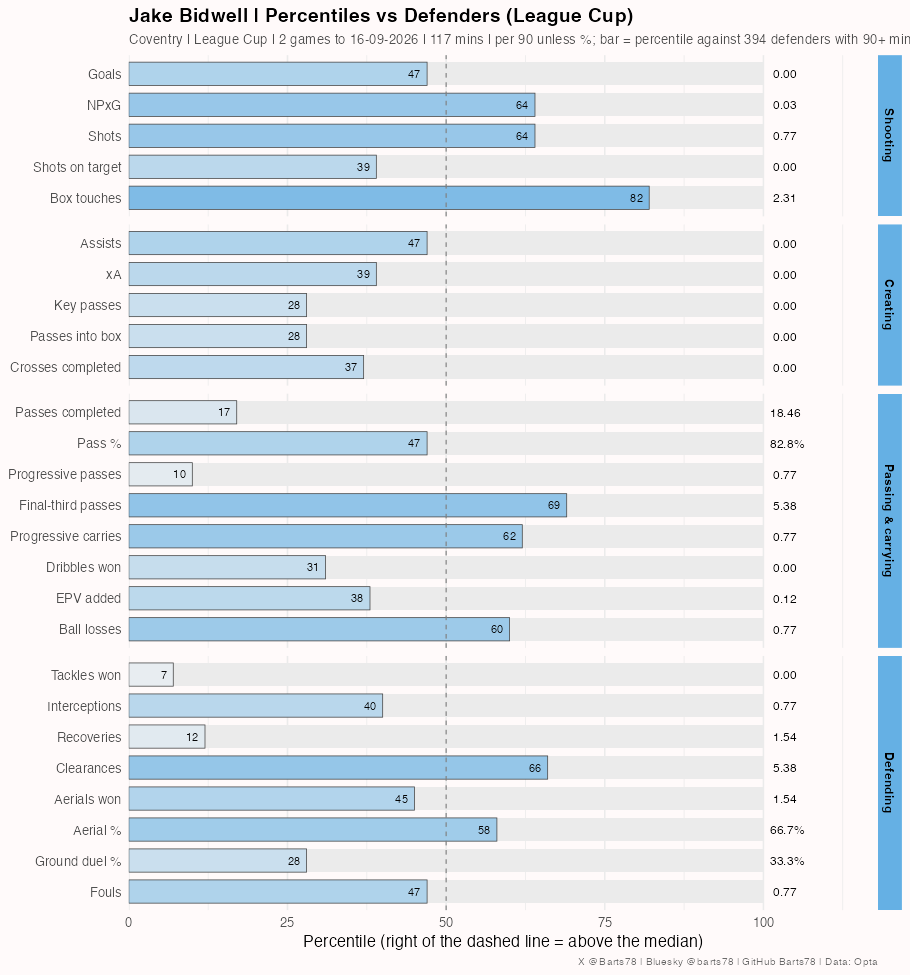 Jake Bidwell | Percentiles vs Defenders (League Cup)
Coventry | League Cup | 2 games to 16-09-2026 | 117 mins | per 90 unless %; bar = percentile against 394 defenders with 90+ min
Goals 47 0.00
NPxG 64 0.03
Shots 64 0.77
Shots on target 39 0.00
Box touches 82 2.31
Shooting
Assists 47 0.00
xA 39 0.00
Key passes 28 0.00
Passes into box 28 0.00
Crosses completed 37 0.00
Creating
Passes completed 17 18.46
Pass % 47 82.8%
Progressive passes 10 0.77
Final-third passes 69 5.38
Progressive carries 62 0.77
Dribbles won 31 0.00
EPV added 38 0.12
Ball losses 60 0.77
Passing & carrying
Tackles won 7 0.00
Interceptions 40 0.77
Recoveries 12 1.54
Clearances 66 5.38
Aerials won 45 1.54
Aerial % 58 66.7%
Ground duel % 28 33.3%
Fouls 47 0.77
Defending
0 25 50 75 100
Percentile (right of the dashed line = above the median)
X @Barts78 | Bluesky @barts78 | GitHub Barts78 | Data: Opta